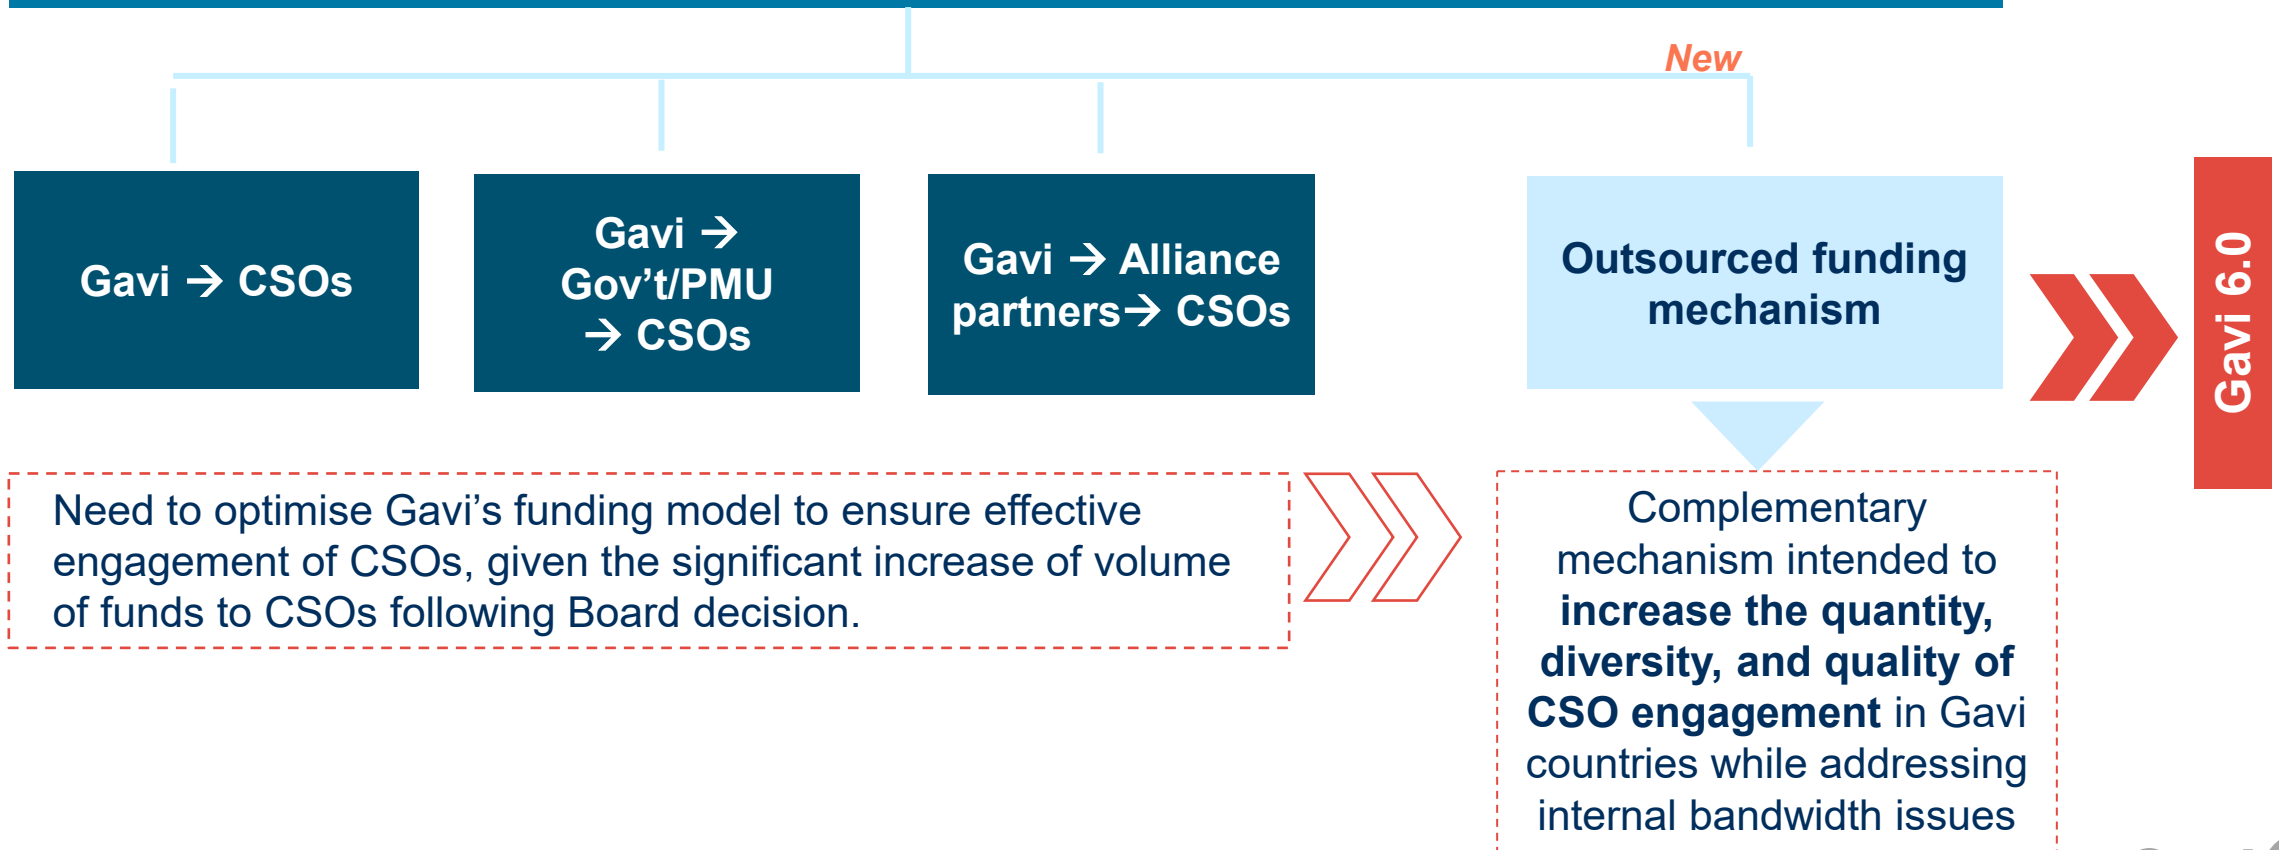 New
Gavi → CSOs
Gavi →
Gov’t/PMU
→ CSOs
Gavi → Alliance
partners→ CSOs
Outsourced funding
mechanism
Gavi 6.0
Need to optimise Gavi’s funding model to ensure effective
engagement of CSOs, given the significant increase of volume
of funds to CSOs following Board decision.
Complementary
mechanism intended to
increase the quantity,
diversity, and quality of
CSO engagement in Gavi
countries while addressing
internal bandwidth issues